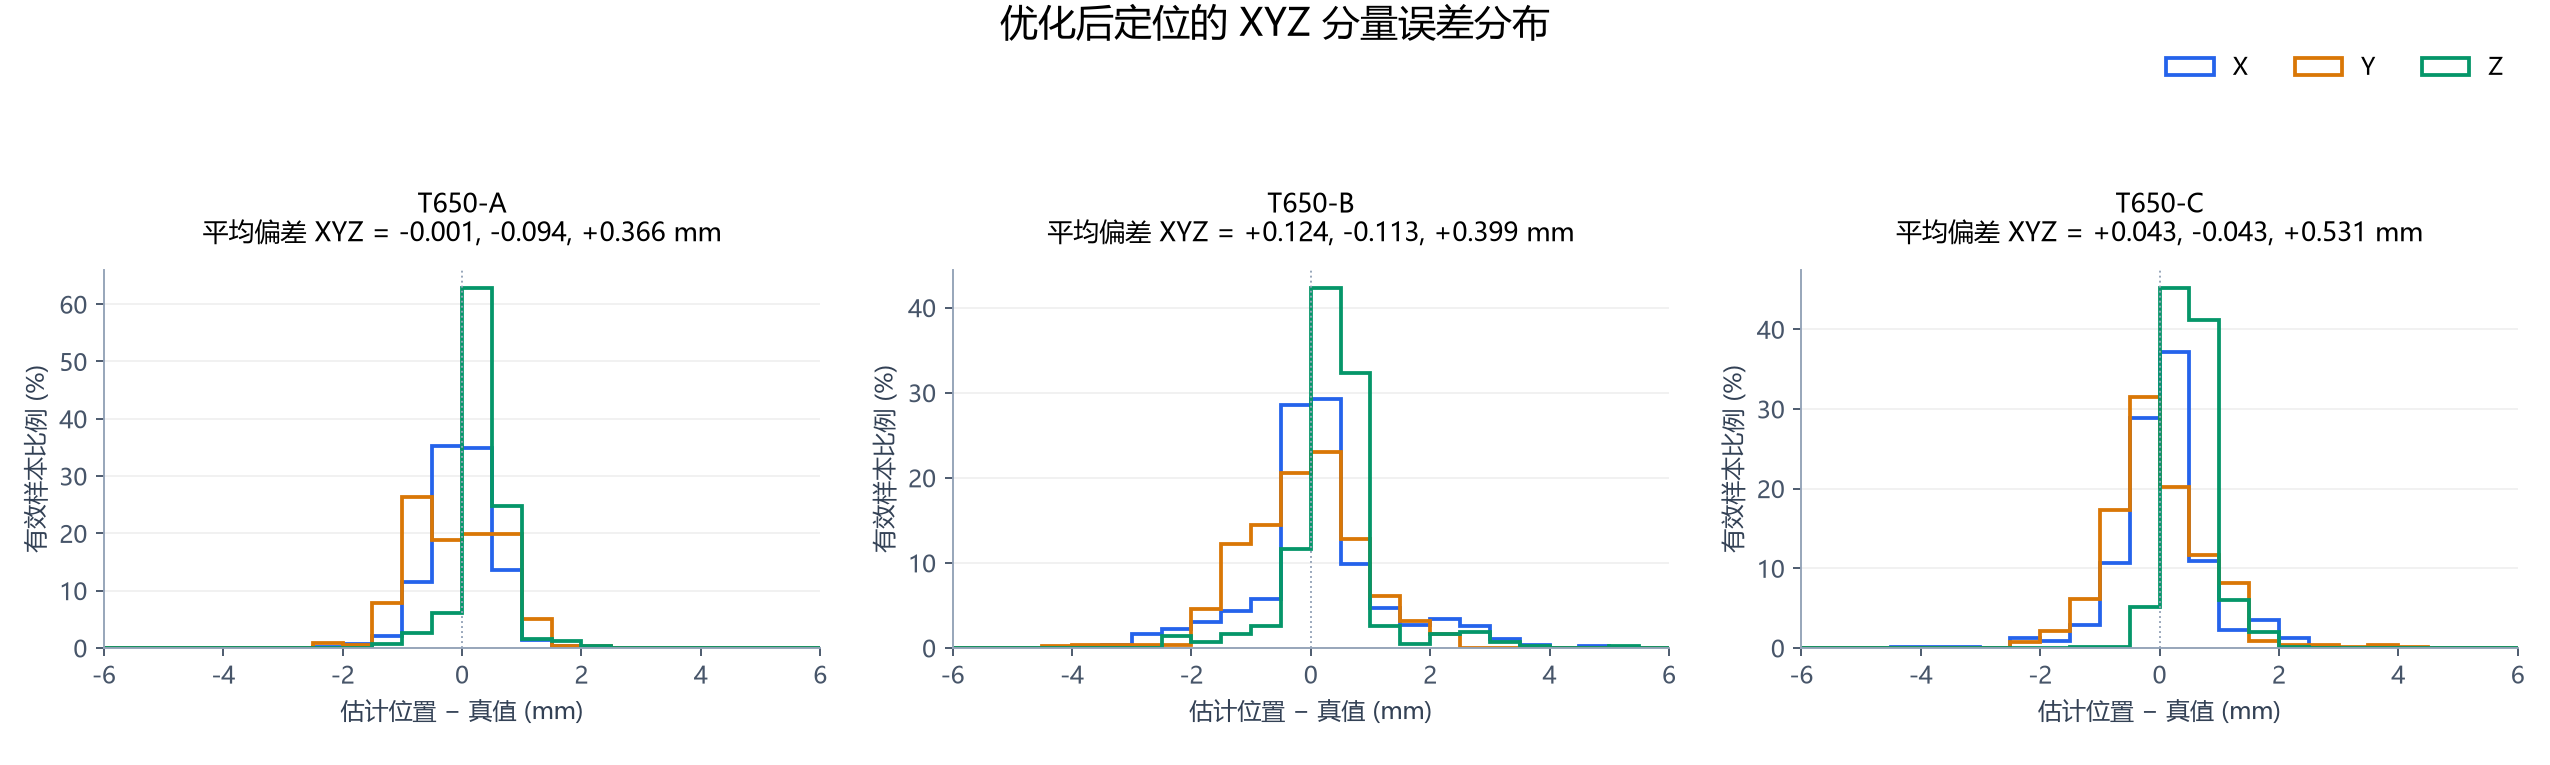 优化后定位的 XYZ 分量误差分布
X
Y
Z
T650-A
平均偏差 XYZ = -0.001, -0.094, +0.366 mm
有效样本比例 (%)
60
50
40
30
20
10
0
-6
-4
-2
0
2
4
6
估计位置 − 真值 (mm)
T650-B
平均偏差 XYZ = +0.124, -0.113, +0.399 mm
有效样本比例 (%)
40
30
20
10
0
-6
-4
-2
0
2
4
6
估计位置 − 真值 (mm)
T650-C
平均偏差 XYZ = +0.043, -0.043, +0.531 mm
有效样本比例 (%)
40
30
20
10
0
-6
-4
-2
0
2
4
6
估计位置 − 真值 (mm)